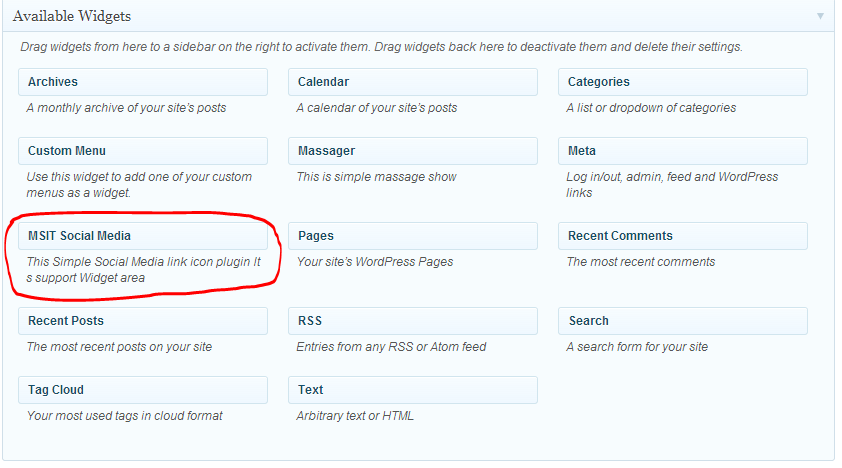 Available Widgets
Drag widgets from here to a sidebar on the right to activate them. Drag widgets back here to deactivate them and delete their settings.
Archives
A monthly archive of your site's posts
Calendar
A calendar of your site's posts
Categories
A list or dropdown of categories
Custom Menu
Use this widget to add one of your custom
menus as a widget.
Massager
This is simple massage show
Meta
Log in/out, admin, feed and WordPress
links
MSIT Social Media
This Simple Social Media link icon plugin It
s support Widget area
Pages
Your site's WordPress Pages
Recent Comments
The most recent comments
Recent Posts
The most recent posts on your site
RSS
Entries from any RSS or Atom feed
Search
A search form for your site
Tag Cloud
Your most used tags in cloud format
Text
Arbitrary text or HTML